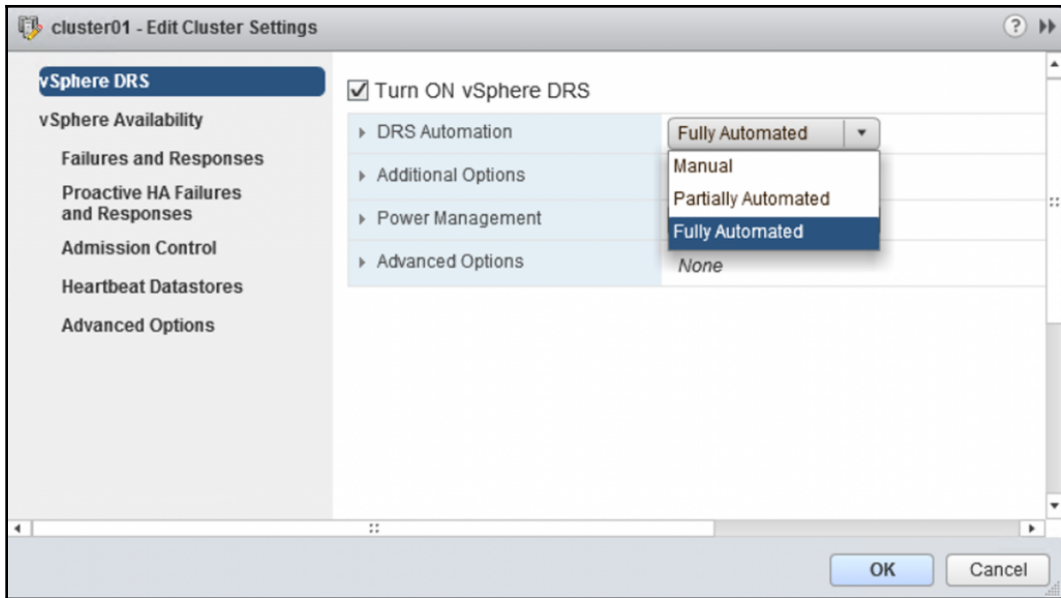 cluster01 - Edit Cluster Settings
?
vSphere DRS
vSphere Availability
Failures and Responses
Proactive HA Failures
and Responses
Admission Control
Heartbeat Datastores
Advanced Options
Turn ON vSphere DRS
DRS Automation
Fully Automated
Manual
Partially Automated
Fully Automated
Additional Options
Power Management
Advanced Options
None
OK
Cancel